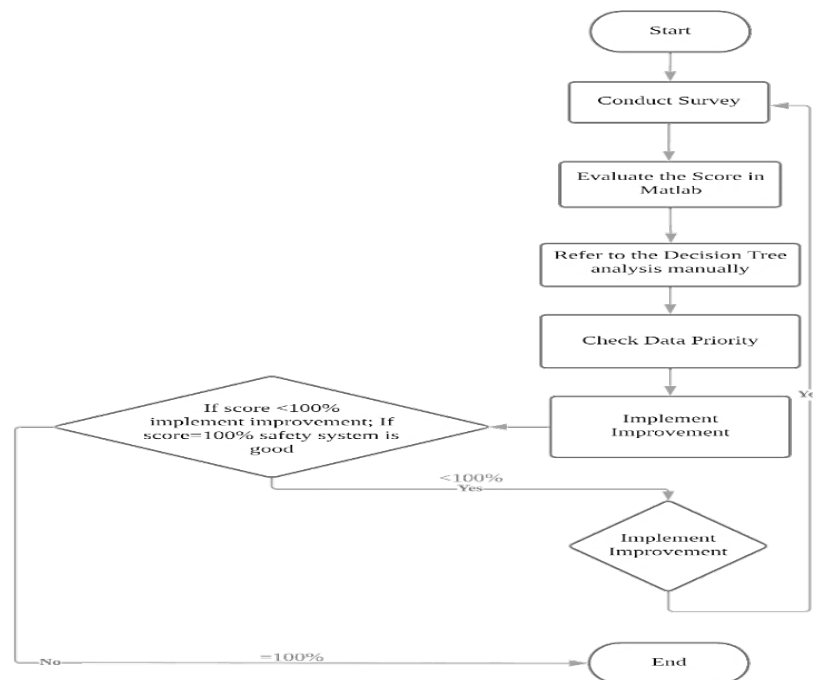 Start
Conduct Survey
Evaluate the Score in
Matlab
Refer to the Decision Tree
analysis manually
Check Data Priority
Implement
Improvement
If score <100%
implement improvement; If
score=100% safety system is
good
<100%
Yes
Implement
Improvement
No
=100%
End